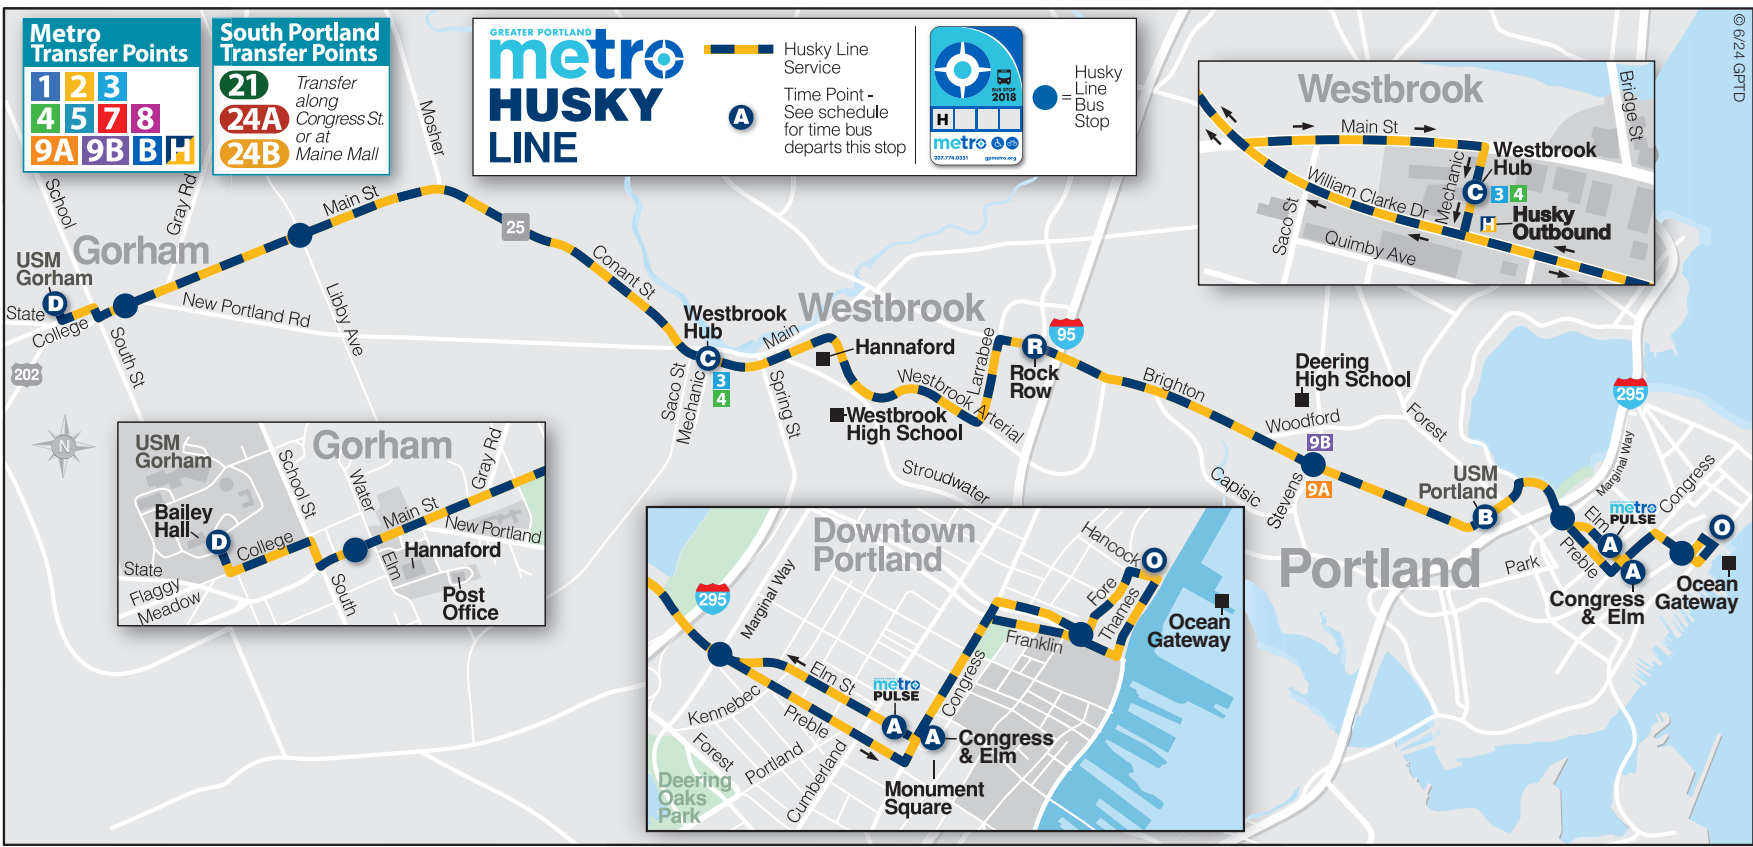 Metro
Transfer Points
1 2 3
4 5 7 8
9A 9B B H
South Portland
Transfer Points
21
24A
24B
Transfer
along
Congress St.
or at
Maine Mall
GREATER PORTLAND
metro
HUSKY
LINE
Husky Line
Service
A
Time Point -
See schedule
for time bus
departs this stop
BUS STOP
2018
H
metro
207.774.0351 gpmetro.org
=
Husky
Line
Bus
Stop
© 6/24 GPTD
Westbrook
Bridge St
Main St
Westbrook
Hub
C
3 4
Mechanic
William Clarke Dr
Saco St
Quimby Ave
H
Husky
Outbound
School
Gray Rd
Mosher
Main St
Gorham
USM
Gorham
D
State
College
New Portland Rd
South St
Libby Ave
202
25
Conant St
N
Westbrook
Westbrook
Hub
C
3
4
Main
Hannaford
Saco St
Mechanic
Spring St
Westbrook
High School
Westbrook Arterial
Larrabee
R
Rock
Row
95
Stroudwater
Brighton
Deering
High School
Woodford
Forest
9B
9A
Capisic
Stevens
USM
Portland
B
295
Marginal Way
Congress
Portland
Park
Elm
metro
PULSE
A
Preble
A
Congress
& Elm
O
Ocean
Gateway
USM
Gorham
Gorham
School St
Water
Gray Rd
Bailey
Hall
D
College
Main St
New Portland
Hannaford
Elm
State
Flaggy
Meadow
South
Post
Office
Downtown
Portland
295
Marginal Way
Hancock
O
Fore
Thames
Ocean
Gateway
Franklin
Congress
Elm St
metro
PULSE
Kennebec
Preble
A
A
Congress
& Elm
Forest
Portland
Cumberland
Monument
Square
Deering
Oaks
Park